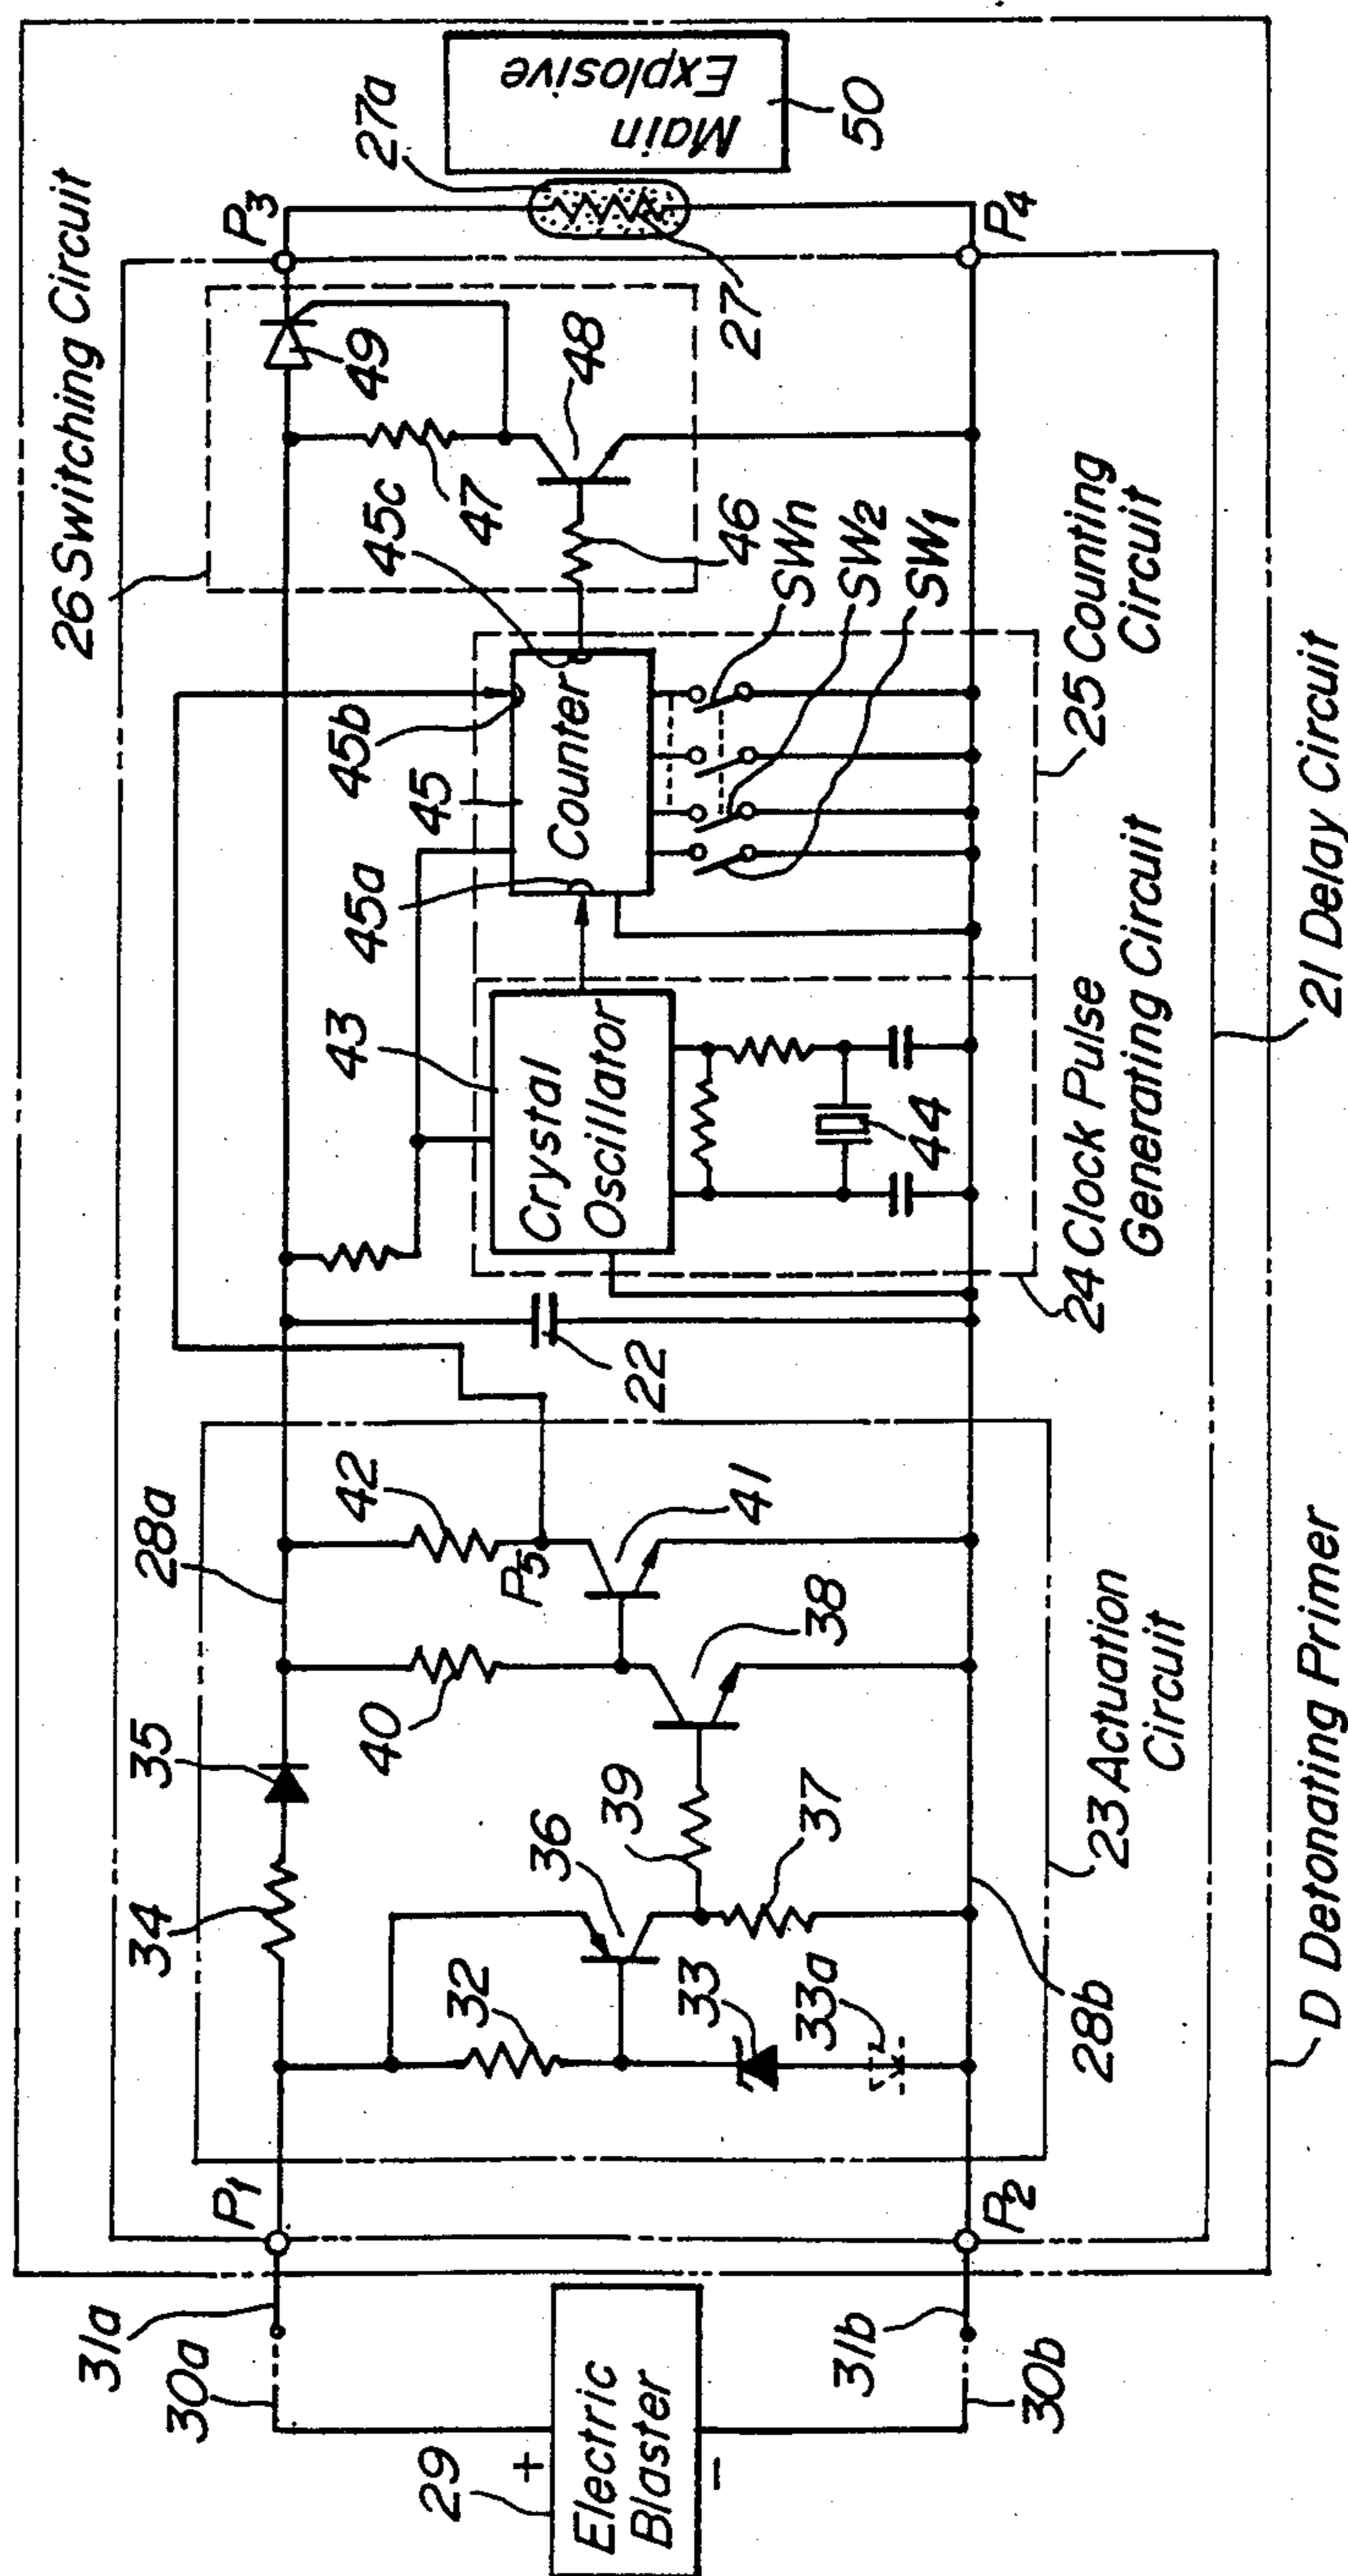 26 Switching Circuit
P3
27a
Main
Explosive
50
49
47
48
45c
46
27
P4
SWn
SW2
SW1
45b
45
45a
Counter
25 Counting
Circuit
43
Crystal
Oscillator
44
24 Clock Pulse
Generating Circuit
21 Delay Circuit
22
28a
42
P5
41
40
38
35
34
39
36
37
32
33
33a
28b
23 Actuation
Circuit
P1
P2
31a
30a
29
+
Electric
Blaster
-
31b
30b
D Detonating Primer